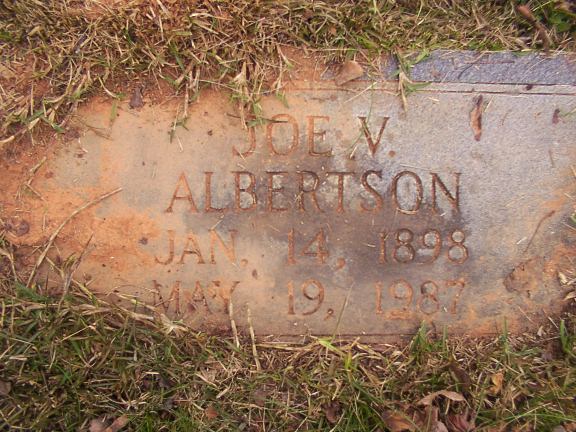 JOE V.
ALBERTSON
JAN. 14, 1898
MAY 19, 1987